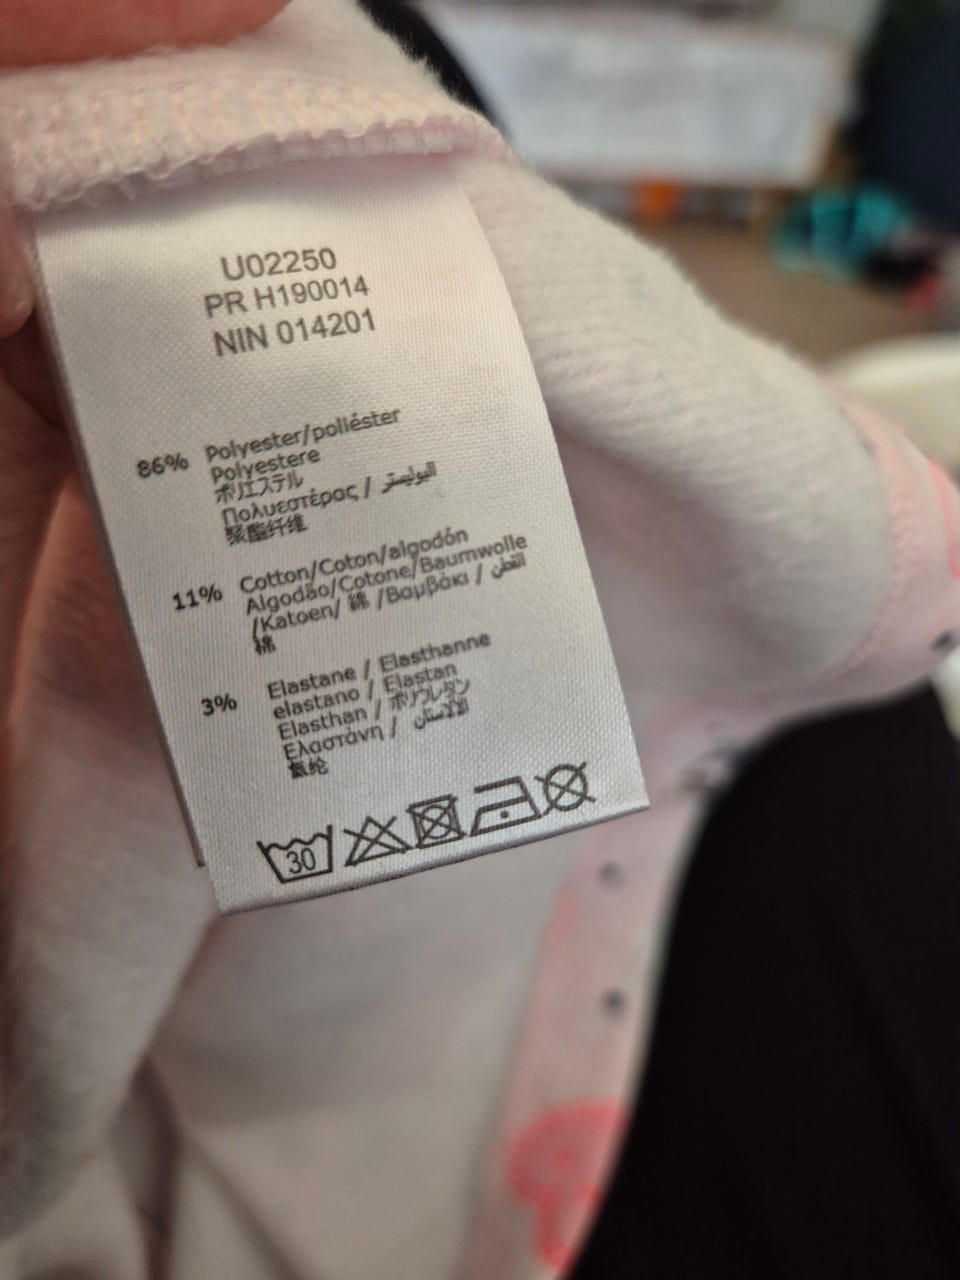 U02250
PR H190014
NIN 014201
86% Polyester/poliéster
Polyestere
ポリエステル
Πολυεστέρας / البوليستر
聚酯纤维
11% Cotton/Coton/algodón
Algodão/Cotone/Baumwolle
/Katoen/ 綿 /Βαμβάκι / القطن
棉
3% Elastane / Elasthanne
elastano / Elastan
Elasthan / ポリウレタン
Ελαστάνη / الألاستان
氨纶
30